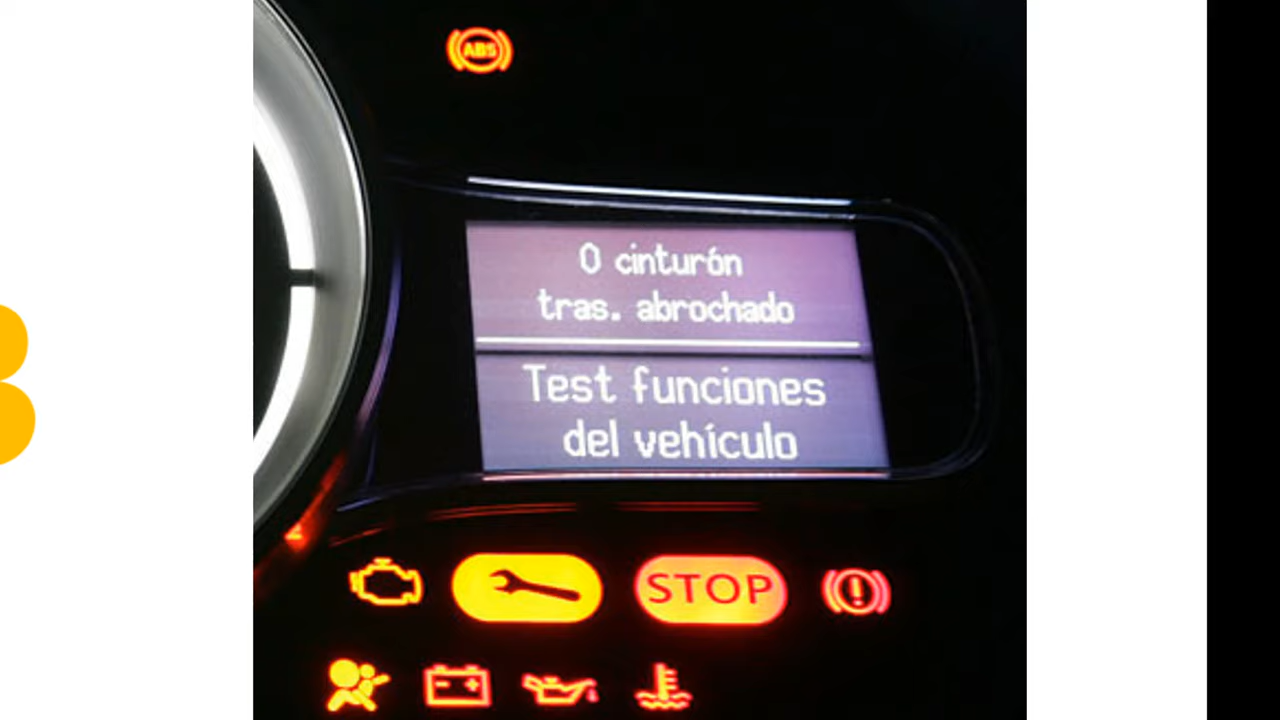 ABS
0 cinturón
tras. abrochado
Test funciones
del vehículo
STOP